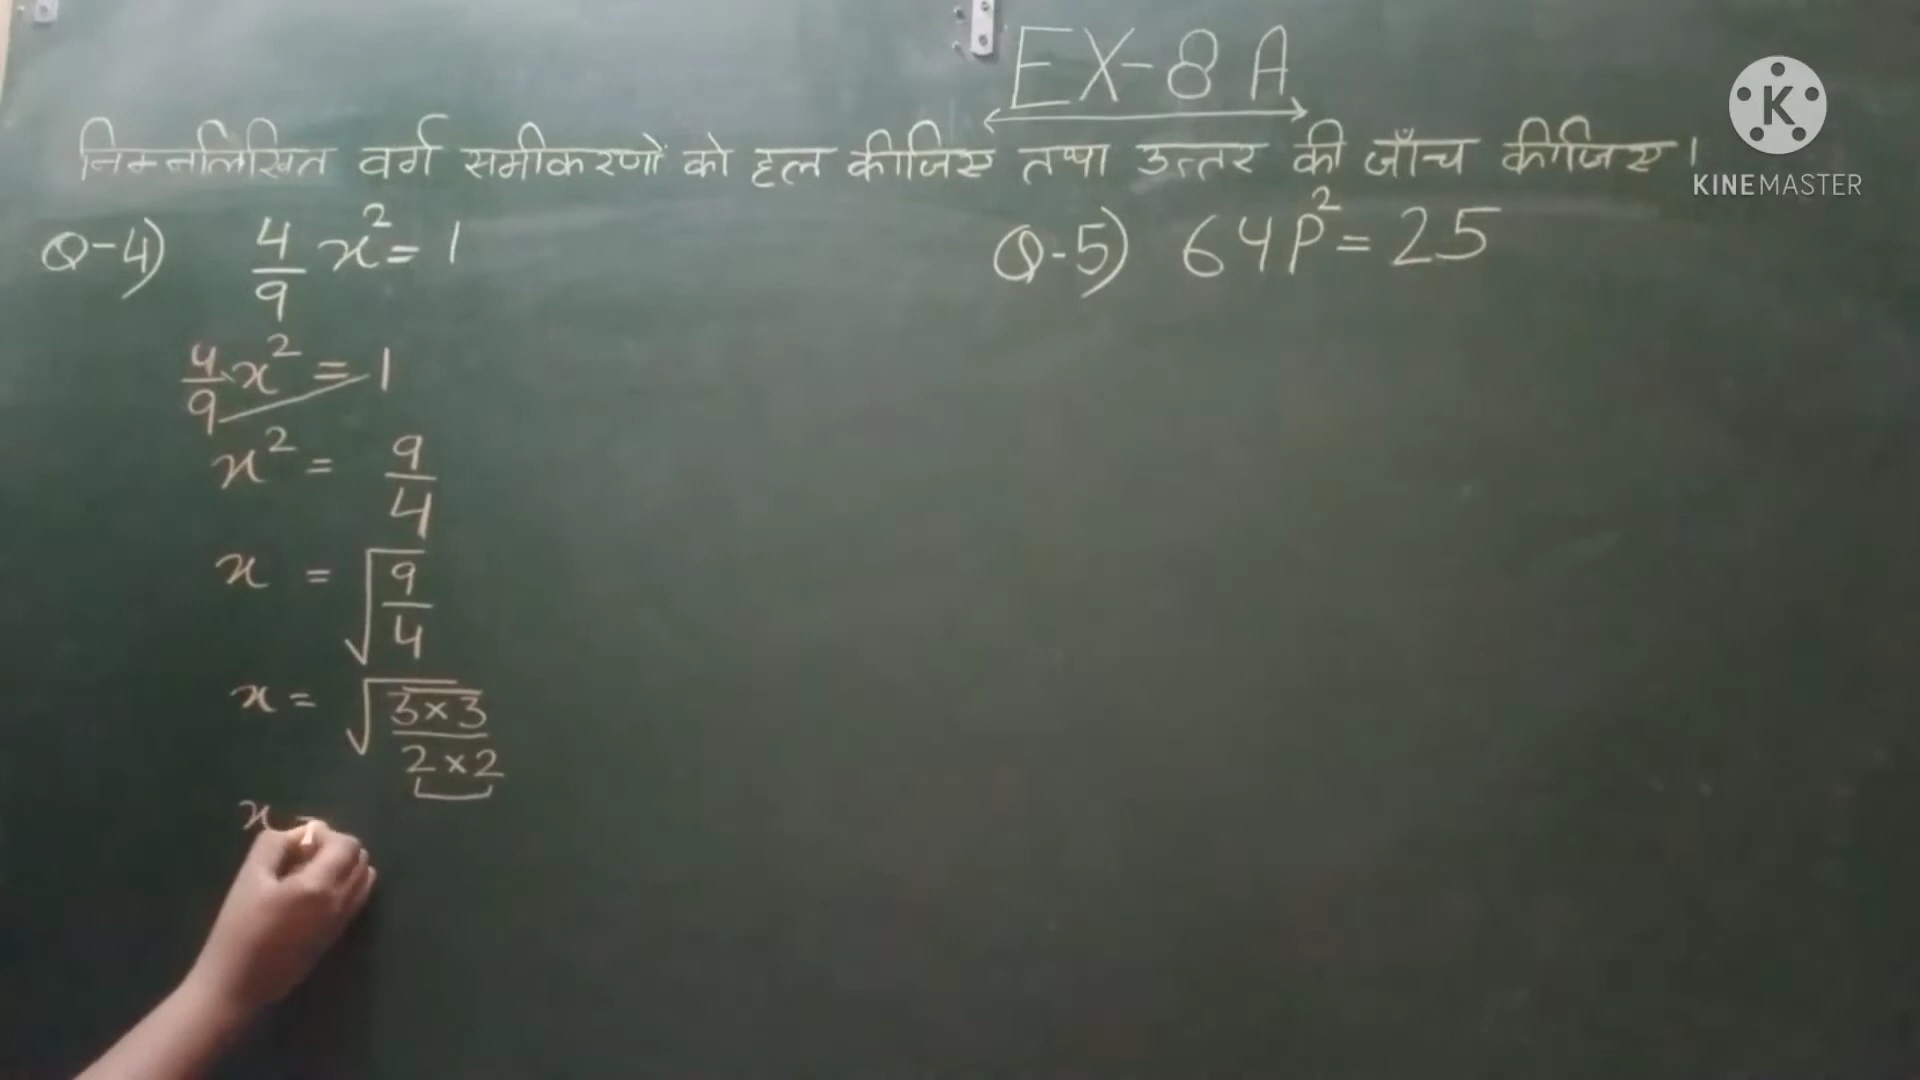 EX-8A
निम्नलिखित वर्ग समीकरणों को हल कीजिए तथा उत्तर की जाँच कीजिए।
KINEMASTER
Q-4) 4/9 x² = 1
4/9 x² = 1
x² = 9/4
x = √(9/4)
x = √(3×3/2×2)
x =
Q-5) 64P² = 25